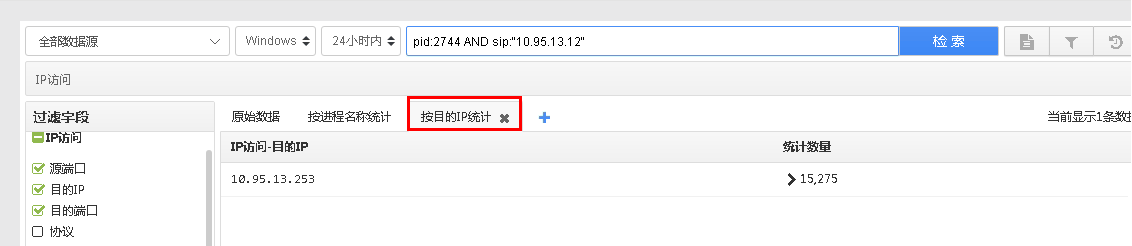 全部数据源 Windows 24小时内 pid:2744 AND sip:"10.95.13.12" 检 索
IP访问
过滤字段
IP访问
源端口
目的IP
目的端口
协议
原始数据 按进程名称统计 按目的IP统计 当前显示1条数据
IP访问-目的IP 统计数量
10.95.13.253 15,275